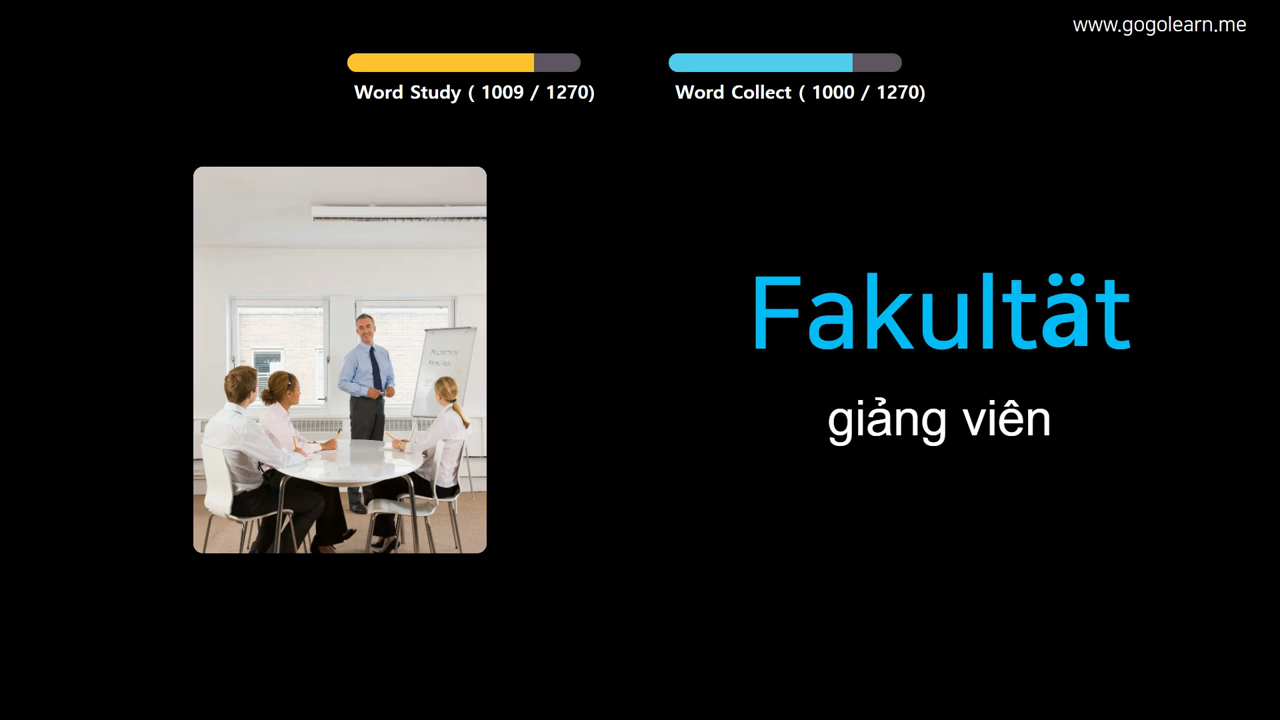 www.gogolearn.me
Word Study ( 1009 / 1270)
Word Collect ( 1000 / 1270)
Fakultät
giảng viên